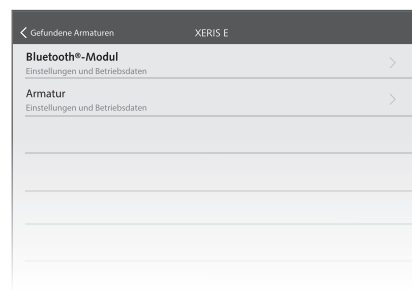 Gefundene Armaturen XERIS E
Bluetooth®-Modul
Einstellungen und Betriebsdaten
Armatur
Einstellungen und Betriebsdaten